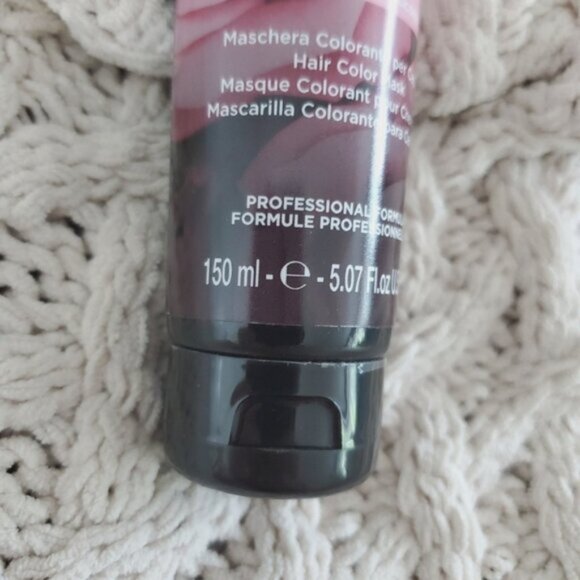 Maschera Colorante per
Hair Color Mask
Masque Colorant pour
Mascarilla Colorante para
PROFESSIONAL FORMULA
FORMULE PROFESSIONNEL
150 ml - ℮ - 5.07 Fl.oz U.S